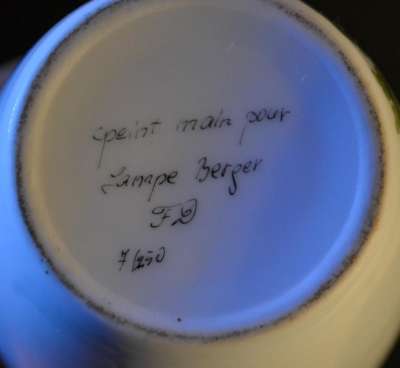 peint main pour
Lampe Berger
FD
7/250